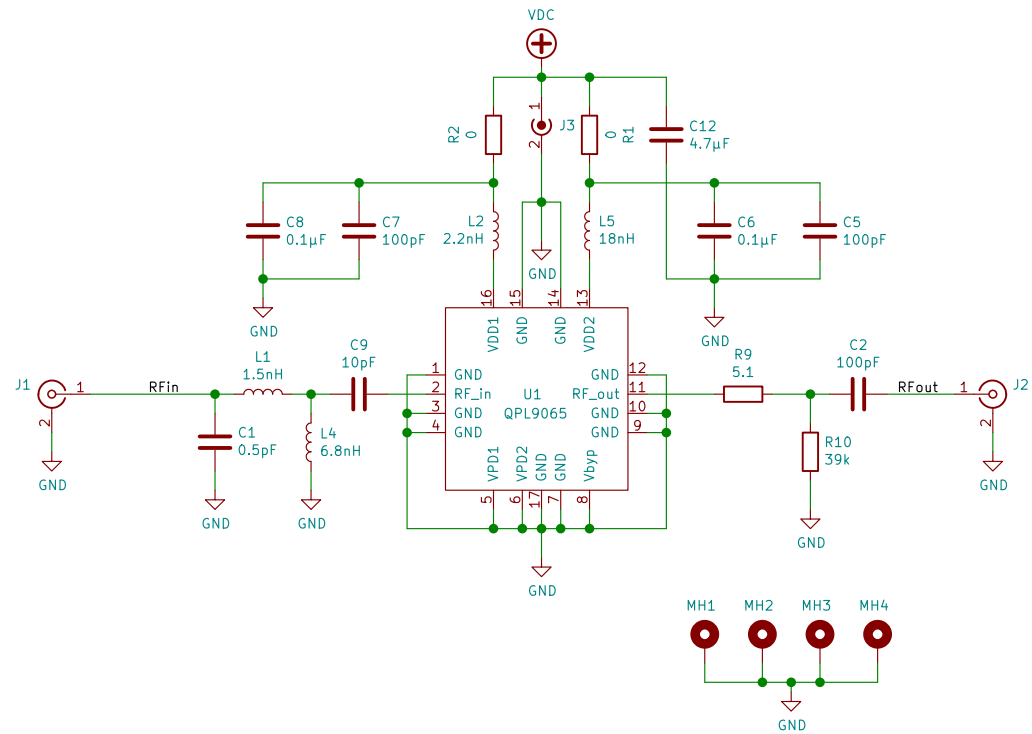 VDC
R2
0
1
J3
2
0
R1
C12
4.7µF
C8
0.1µF
C7
100pF
L2
2.2nH
L5
18nH
C6
0.1µF
C5
100pF
GND
GND
GND
16
15
14
13
VDD1
GND
GND
VDD2
J1
1
2
GND
RFin
L1
1.5nH
C9
10pF
C1
0.5pF
GND
L4
6.8nH
GND
1
2
3
4
GND
RF_in
GND
GND
U1
QPL9065
GND
RF_out
GND
GND
12
11
10
9
VPD1
VPD2
GND
GND
Vbyp
5
6
17
7
8
GND
R9
5.1
C2
100pF
RFout
1
J2
2
GND
R10
39k
GND
MH1
MH2
MH3
MH4
GND